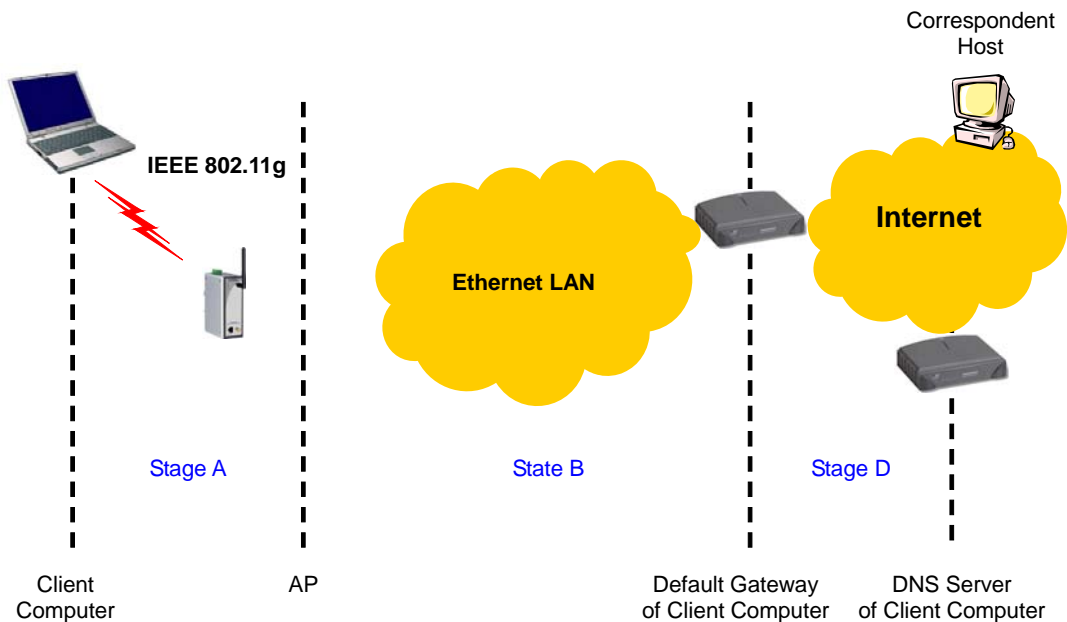 Correspondent
Host
IEEE 802.11g
Internet
Ethernet LAN
Stage A
State B
Stage D
Client
Computer
AP
Default Gateway
of Client Computer
DNS Server
of Client Computer